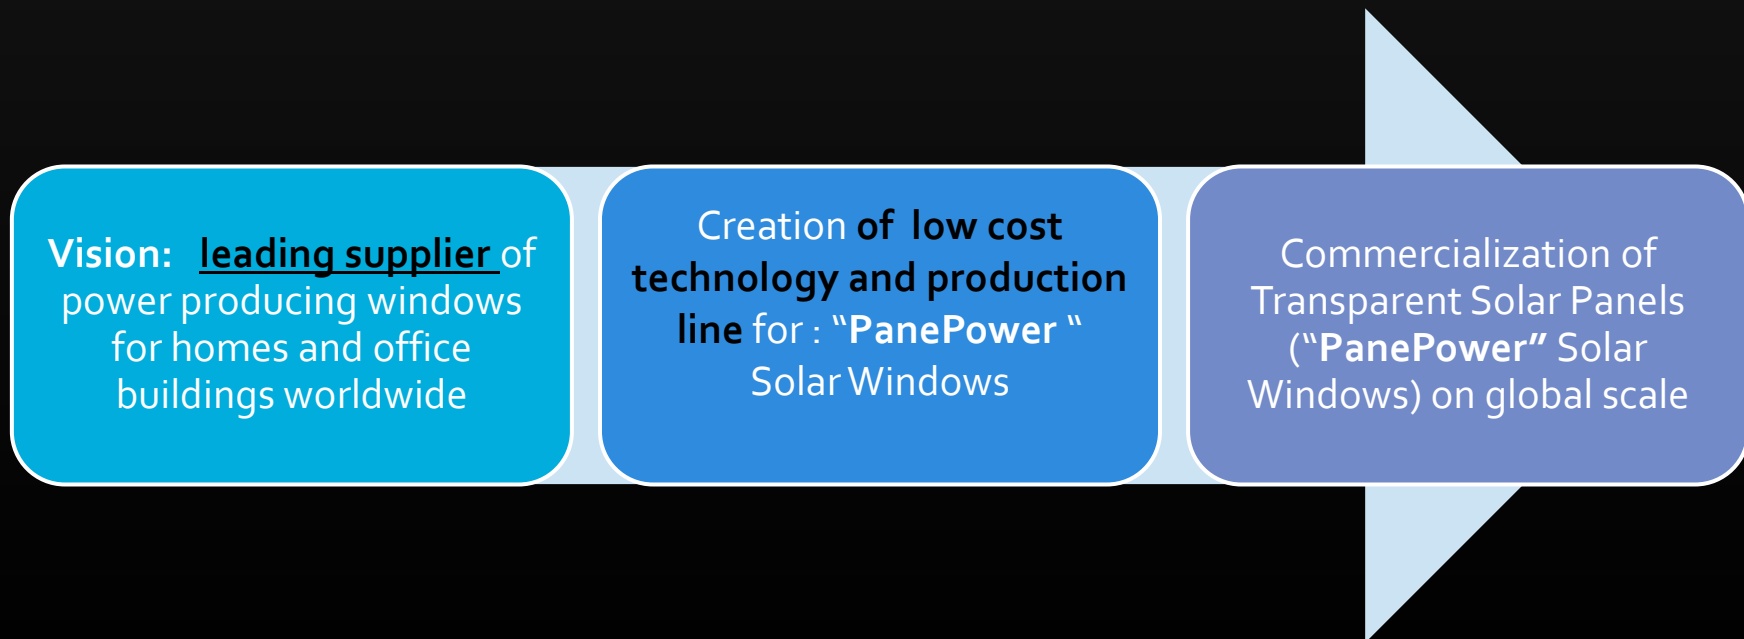 Vision:   leading supplier of
power producing windows
for homes and office
buildings worldwide
Creation of  low cost
technology and production
line for : “PanePower “
Solar Windows
Commercialization of
Transparent Solar Panels
(“PanePower” Solar
Windows) on global scale